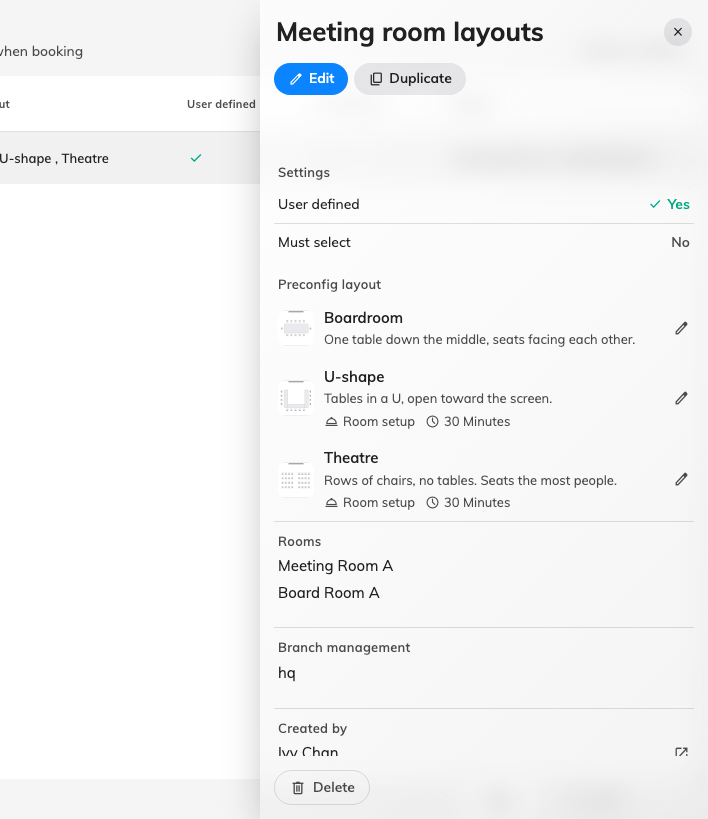 Meeting room layouts
Edit
Duplicate
when booking
User defined
U-shape , Theatre
Settings
User defined
Yes
Must select
No
Preconfig layout
Boardroom
One table down the middle, seats facing each other.
U-shape
Tables in a U, open toward the screen.
Room setup 30 Minutes
Theatre
Rows of chairs, no tables. Seats the most people.
Room setup 30 Minutes
Rooms
Meeting Room A
Board Room A
Branch management
hq
Created by
Ivy Chan
Delete